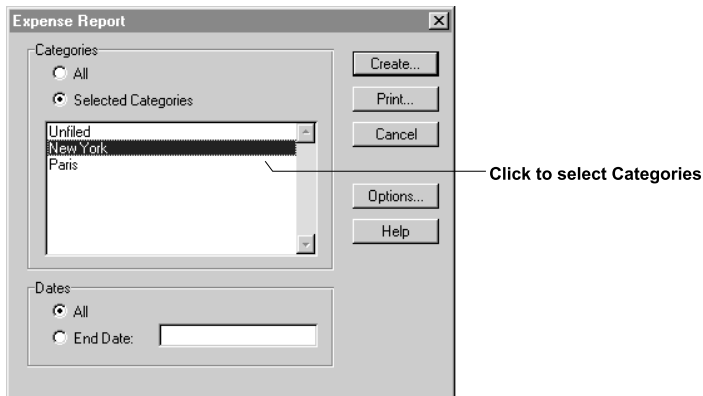 Expense Report
Categories
All
Selected Categories
Unfiled
New York
Paris
Create...
Print...
Cancel
Options...
Help
Click to select Categories
Dates
All
End Date: